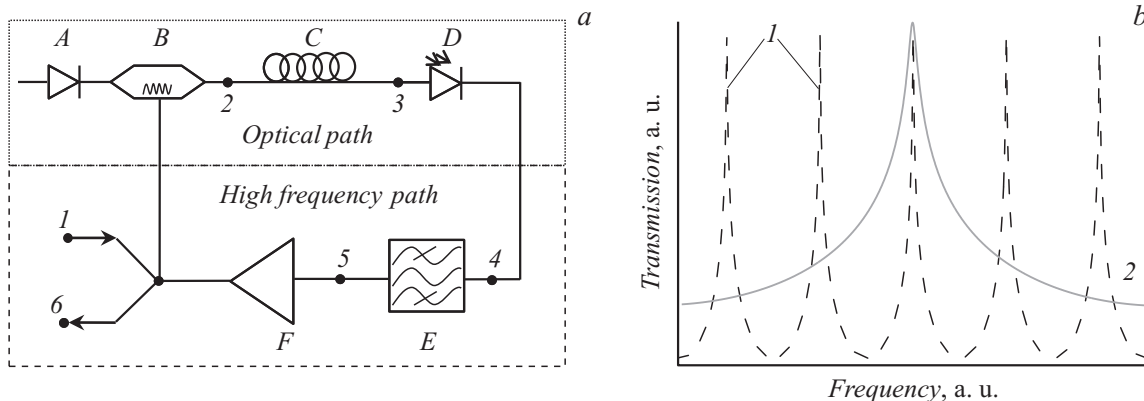 a
A B C D
2 3
Optical path
High frequency path
1 5 4
6
F E
b
1
2
Transmission, a. u.
Frequency, a. u.